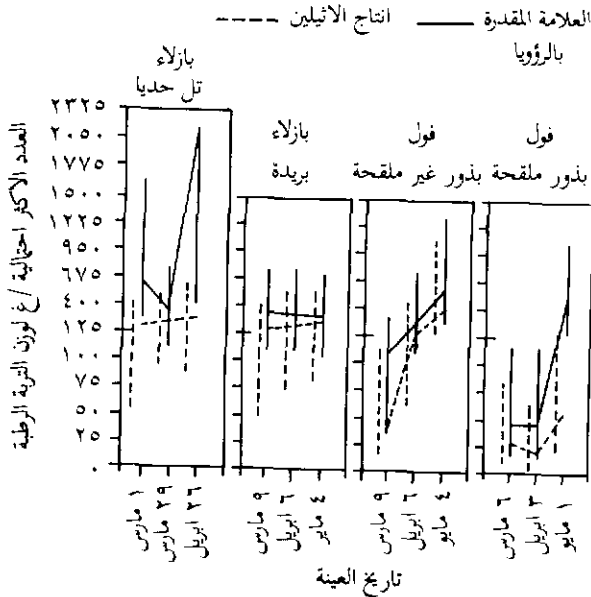 العلامة المقدرة بالرؤويا
انتاج الاثيلين
بازلاء
تل حديا
بازلاء
بريدة
فول
بذور غير ملقحة
فول
بذور ملقحة
العدد الاكثر احتمالية / غ لوزن التربة الرطبة
٢٣٢٥
٢٠٥٠
١٧٧٥
١٥٠٠
١٢٢٥
٩٥٠
٦٧٥
٤٠٠
١٢٥
١٠٠
٧٥
٥٠
٢٥
٠
١ مارس
٢٩ مارس
٢٦ ابريل
٩ مارس
٦ ابريل
٤ مايو
٩ مارس
٦ ابريل
٤ مايو
٦ مارس
٣ ابريل
١ مايو
تاريخ العينة